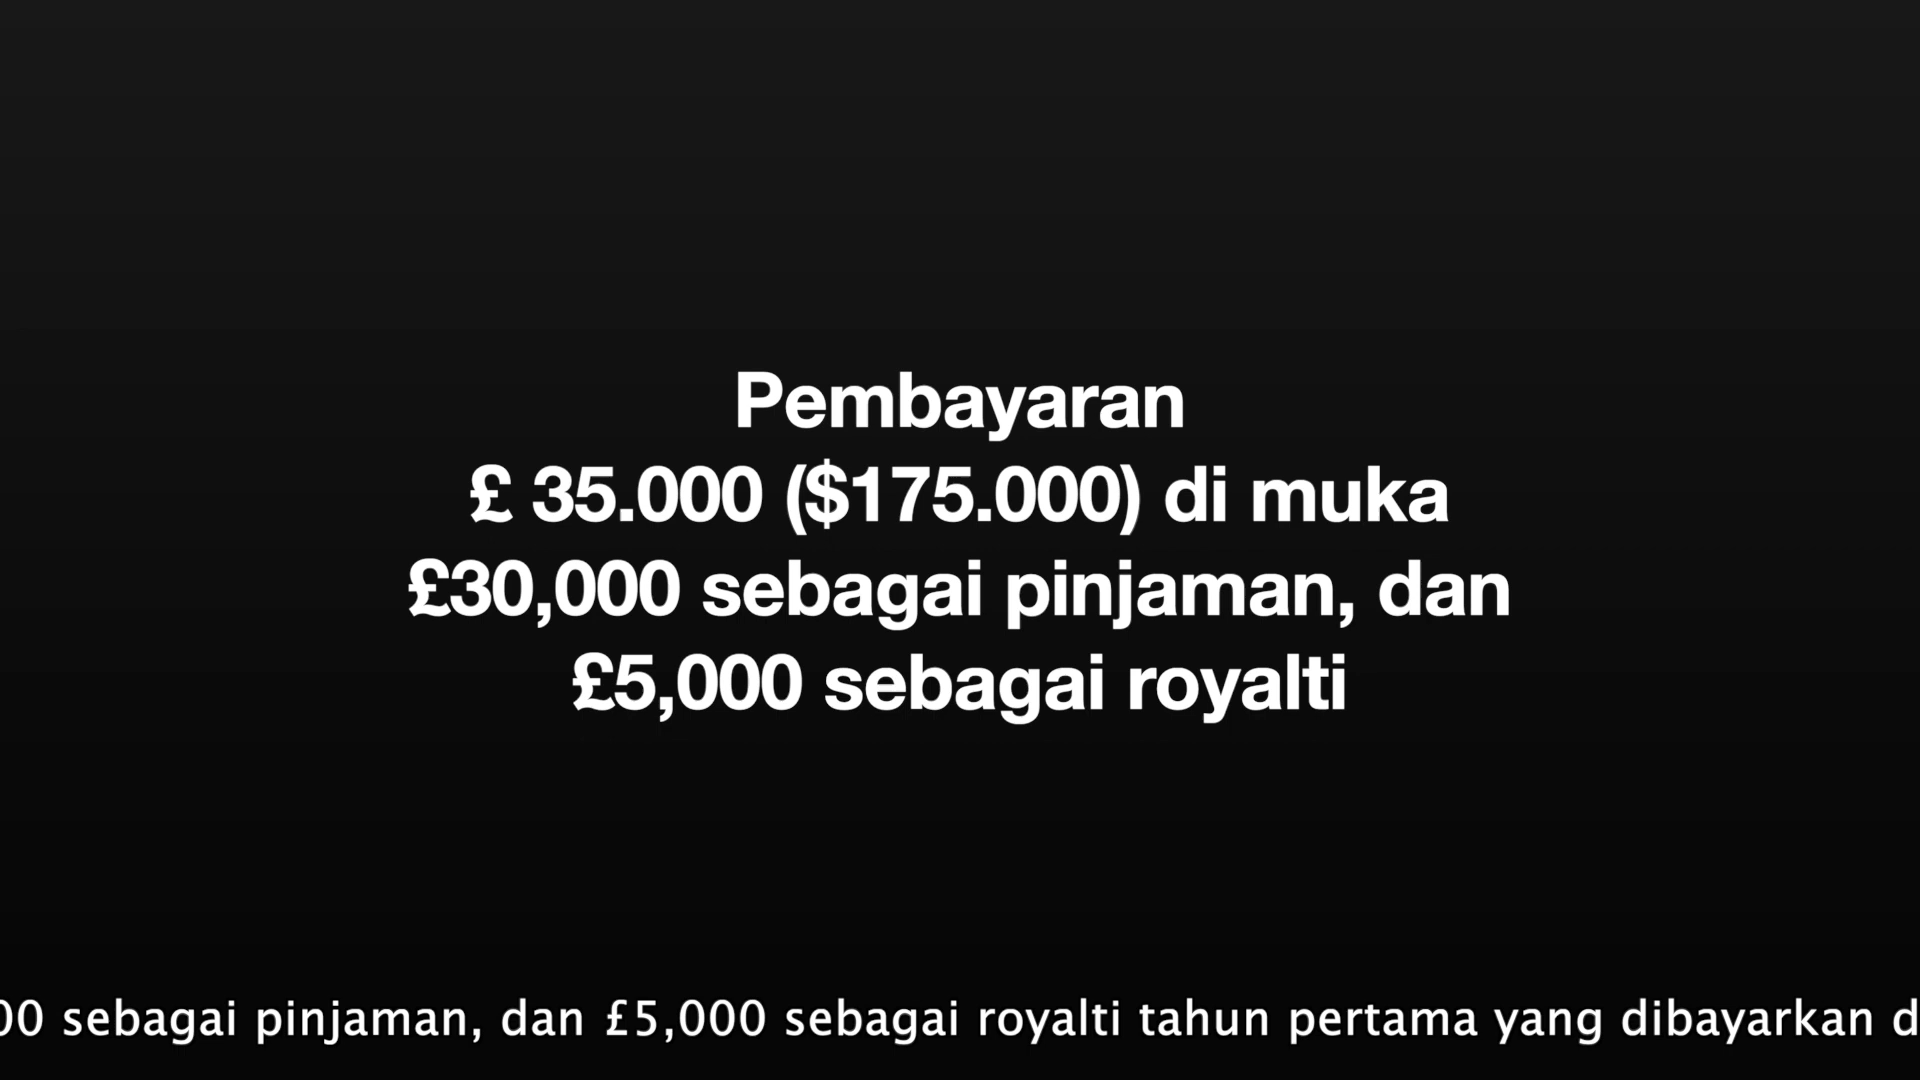 Pembayaran
£ 35.000 ($175.000) di muka
£30,000 sebagai pinjaman, dan
£5,000 sebagai royalti
00 sebagai pinjaman, dan £5,000 sebagai royalti tahun pertama yang dibayarkan d